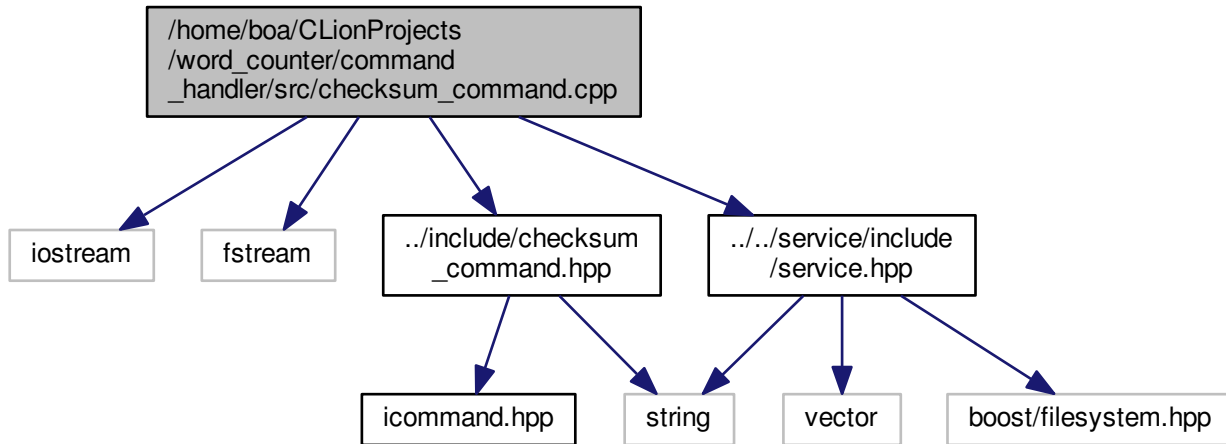 /home/boa/CLionProjects
/word_counter/command
_handler/src/checksum_command.cpp
iostream
fstream
../include/checksum
_command.hpp
../../service/include
/service.hpp
icommand.hpp
string
vector
boost/filesystem.hpp